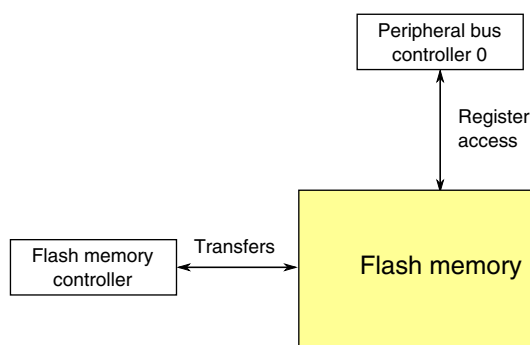 Peripheral bus
controller 0
Register
access
Transfers
Flash memory
controller
Flash memory